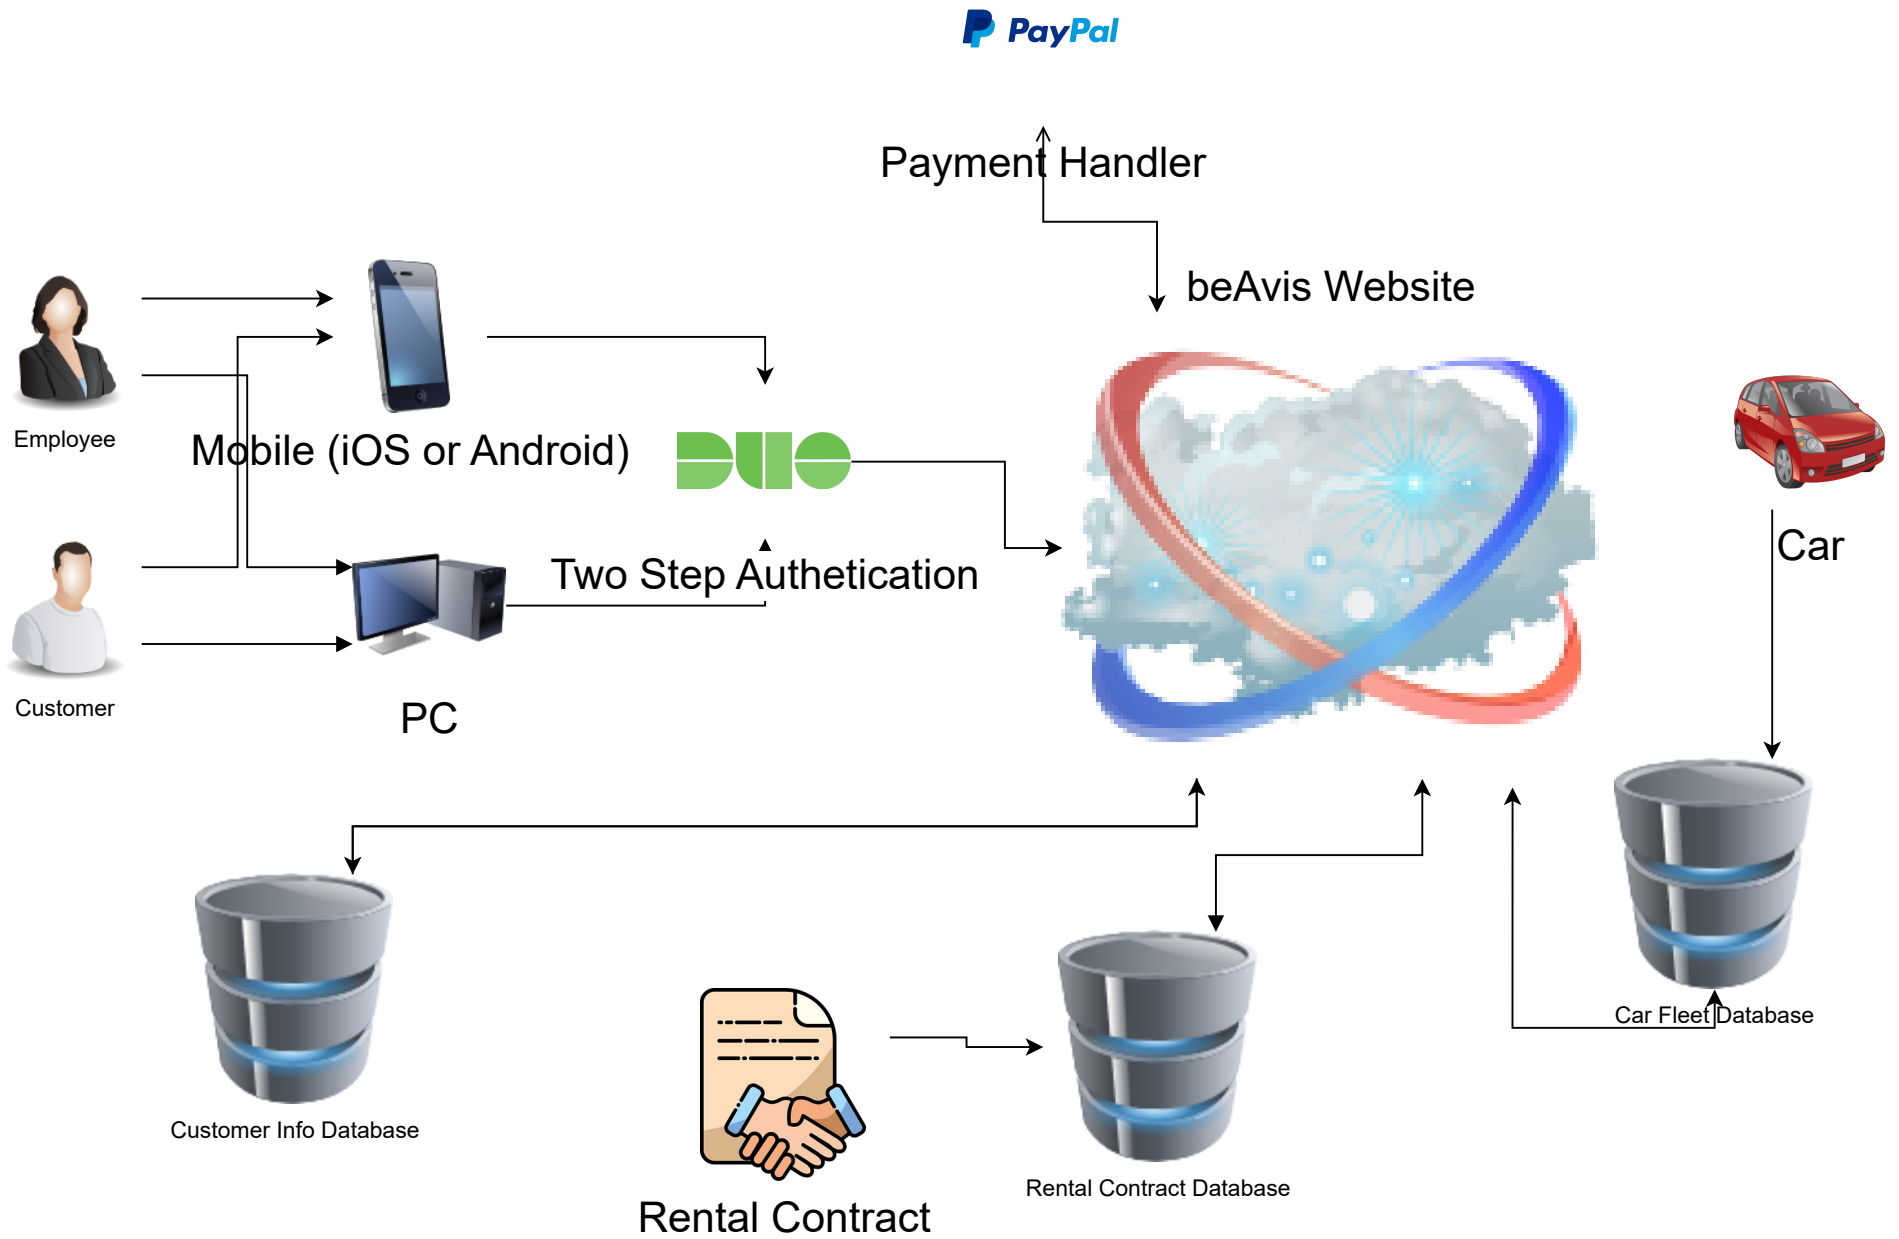 PayPal
Payment Handler
beAvis Website
Employee
Mobile (iOS or Android)
DUO
Car
Two Step Authetication
Customer
PC
Car Fleet Database
Customer Info Database
Rental Contract Database
Rental Contract